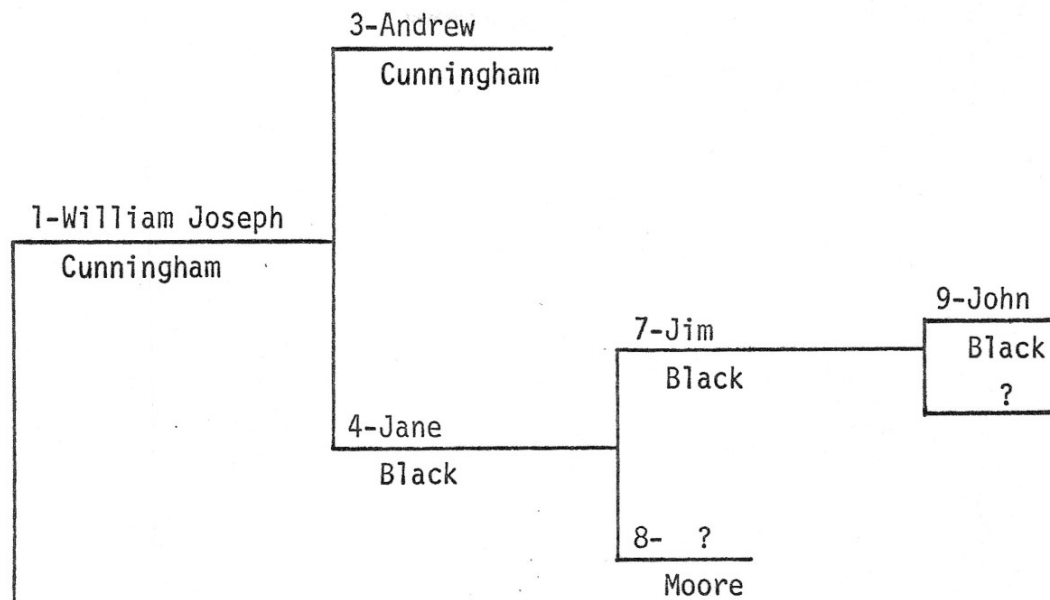 3-Andrew
Cunningham
1-William Joseph
Cunningham
9-John
7-Jim
Black
Black
?
4-Jane
Black
8- ?
Moore